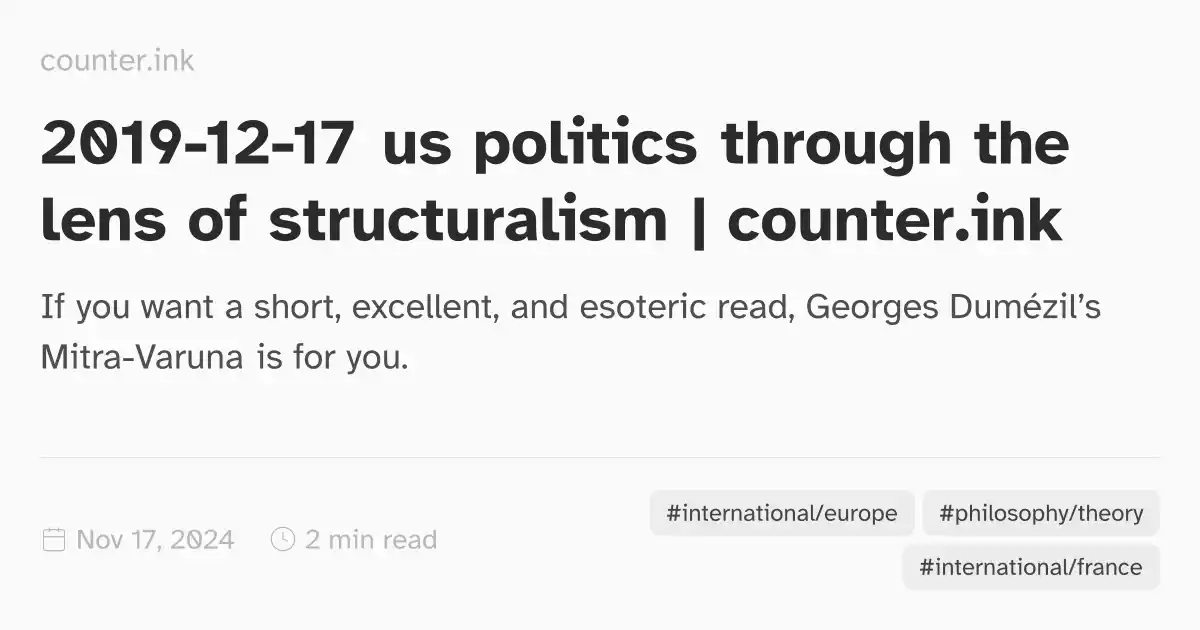 counter.ink
2019-12-17 us politics through the
lens of structuralism | counter.ink
If you want a short, excellent, and esoteric read, Georges Dumézil’s
Mitra-Varuna is for you.
#international/europe #philosophy/theory
Nov 17, 2024 2 min read
#international/france